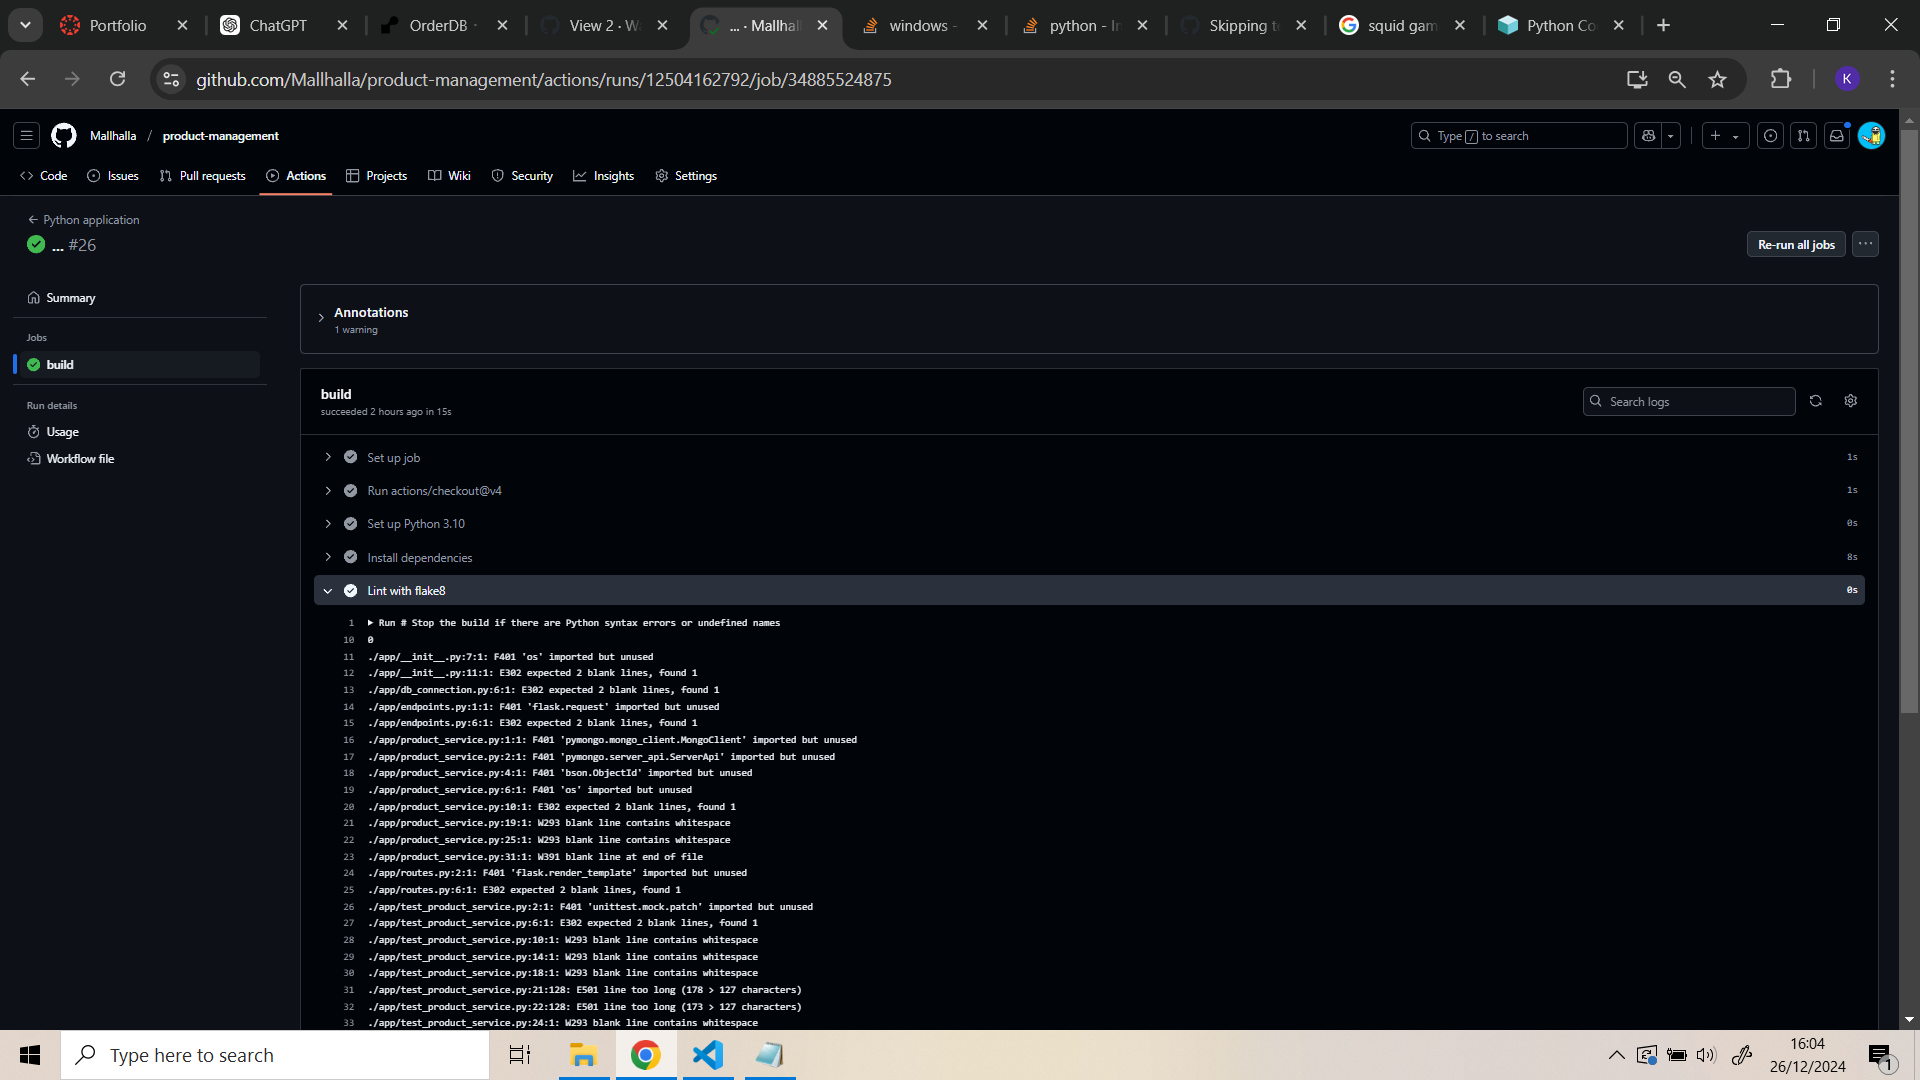 Portfolio
ChatGPT
OrderDB
View 2 · Wa
... · Mallhall
windows -
python - In
Skipping te
squid gam
Python Co
github.com/Mallhalla/product-management/actions/runs/12504162792/job/34885524875
K
Mallhalla / product-management
Type / to search
Code
Issues
Pull requests
Actions
Projects
Wiki
Security
Insights
Settings
Python application
... #26
Re-run all jobs
Summary
Jobs
build
Run details
Usage
Workflow file
Annotations
1 warning
build
succeeded 2 hours ago in 15s
Search logs
Set up job 1s
Run actions/checkout@v4 1s
Set up Python 3.10 0s
Install dependencies 8s
Lint with flake8 0s
1 Run # Stop the build if there are Python syntax errors or undefined names
10 0
11 ./app/__init__.py:7:1: F401 'os' imported but unused
12 ./app/__init__.py:11:1: E302 expected 2 blank lines, found 1
13 ./app/db_connection.py:6:1: E302 expected 2 blank lines, found 1
14 ./app/endpoints.py:1:1: F401 'flask.request' imported but unused
15 ./app/endpoints.py:6:1: E302 expected 2 blank lines, found 1
16 ./app/product_service.py:1:1: F401 'pymongo.mongo_client.MongoClient' imported but unused
17 ./app/product_service.py:2:1: F401 'pymongo.server_api.ServerApi' imported but unused
18 ./app/product_service.py:4:1: F401 'bson.ObjectId' imported but unused
19 ./app/product_service.py:6:1: F401 'os' imported but unused
20 ./app/product_service.py:10:1: E302 expected 2 blank lines, found 1
21 ./app/product_service.py:19:1: W293 blank line contains whitespace
22 ./app/product_service.py:25:1: W293 blank line contains whitespace
23 ./app/product_service.py:31:1: W391 blank line at end of file
24 ./app/routes.py:2:1: F401 'flask.render_template' imported but unused
25 ./app/routes.py:6:1: E302 expected 2 blank lines, found 1
26 ./app/test_product_service.py:2:1: F401 'unittest.mock.patch' imported but unused
27 ./app/test_product_service.py:6:1: E302 expected 2 blank lines, found 1
28 ./app/test_product_service.py:10:1: W293 blank line contains whitespace
29 ./app/test_product_service.py:14:1: W293 blank line contains whitespace
30 ./app/test_product_service.py:18:1: W293 blank line contains whitespace
31 ./app/test_product_service.py:21:128: E501 line too long (178 > 127 characters)
32 ./app/test_product_service.py:22:128: E501 line too long (173 > 127 characters)
33 ./app/test_product_service.py:24:1: W293 blank line contains whitespace
Type here to search
16:04
26/12/2024
1